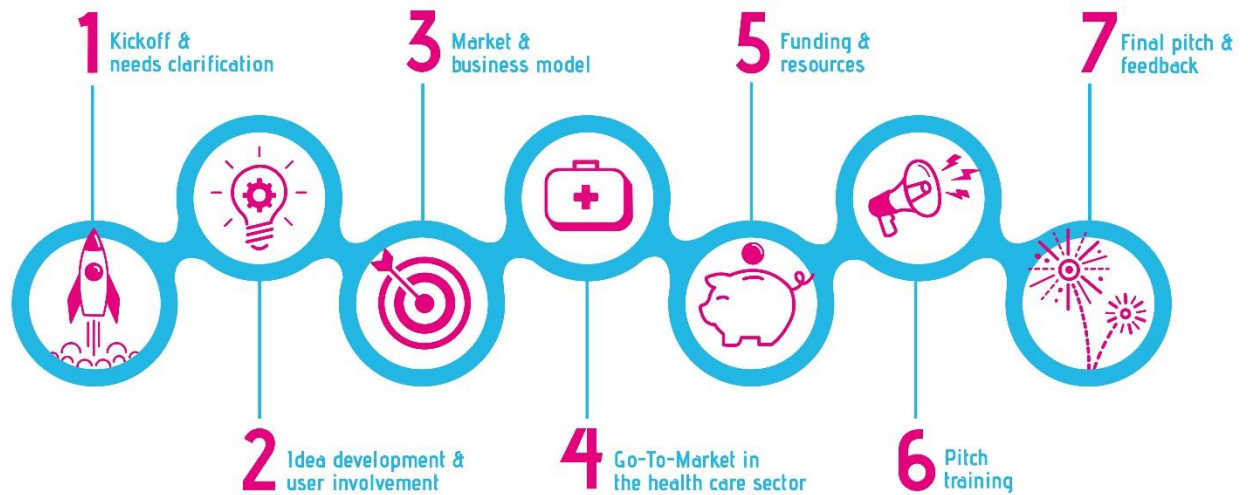 1 Kickoff &
needs clarification
2 Idea development &
user involvement
3 Market &
business model
4 Go-To-Market in
the health care sector
5 Funding &
resources
6 Pitch
training
7 Final pitch &
feedback